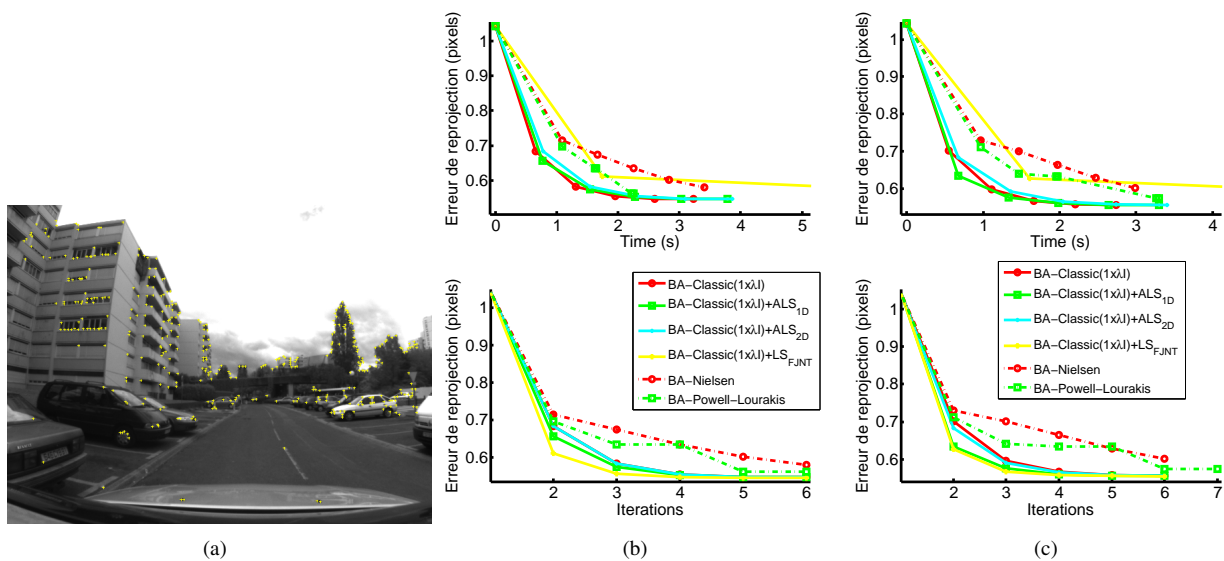 1
0.9
0.8
0.7
0.6
Erreur de reprojection (pixels)
0 1 2 3 4 5
Time (s)
1
0.9
0.8
0.7
0.6
Erreur de reprojection (pixels)
0 1 2 3 4
Time (s)
1
0.9
0.8
0.7
0.6
Erreur de reprojection (pixels)
BA−Classic(1xλI)
BA−Classic(1xλI)+ALS1D
BA−Classic(1xλI)+ALS2D
BA−Classic(1xλI)+LSFJNT
BA−Nielsen
BA−Powell−Lourakis
2 3 4 5 6
Iterations
1
0.9
0.8
0.7
0.6
Erreur de reprojection (pixels)
BA−Classic(1xλI)
BA−Classic(1xλI)+ALS1D
BA−Classic(1xλI)+ALS2D
BA−Classic(1xλI)+LSFJNT
BA−Nielsen
BA−Powell−Lourakis
2 3 4 5 6 7
Iterations
(a) (b) (c)